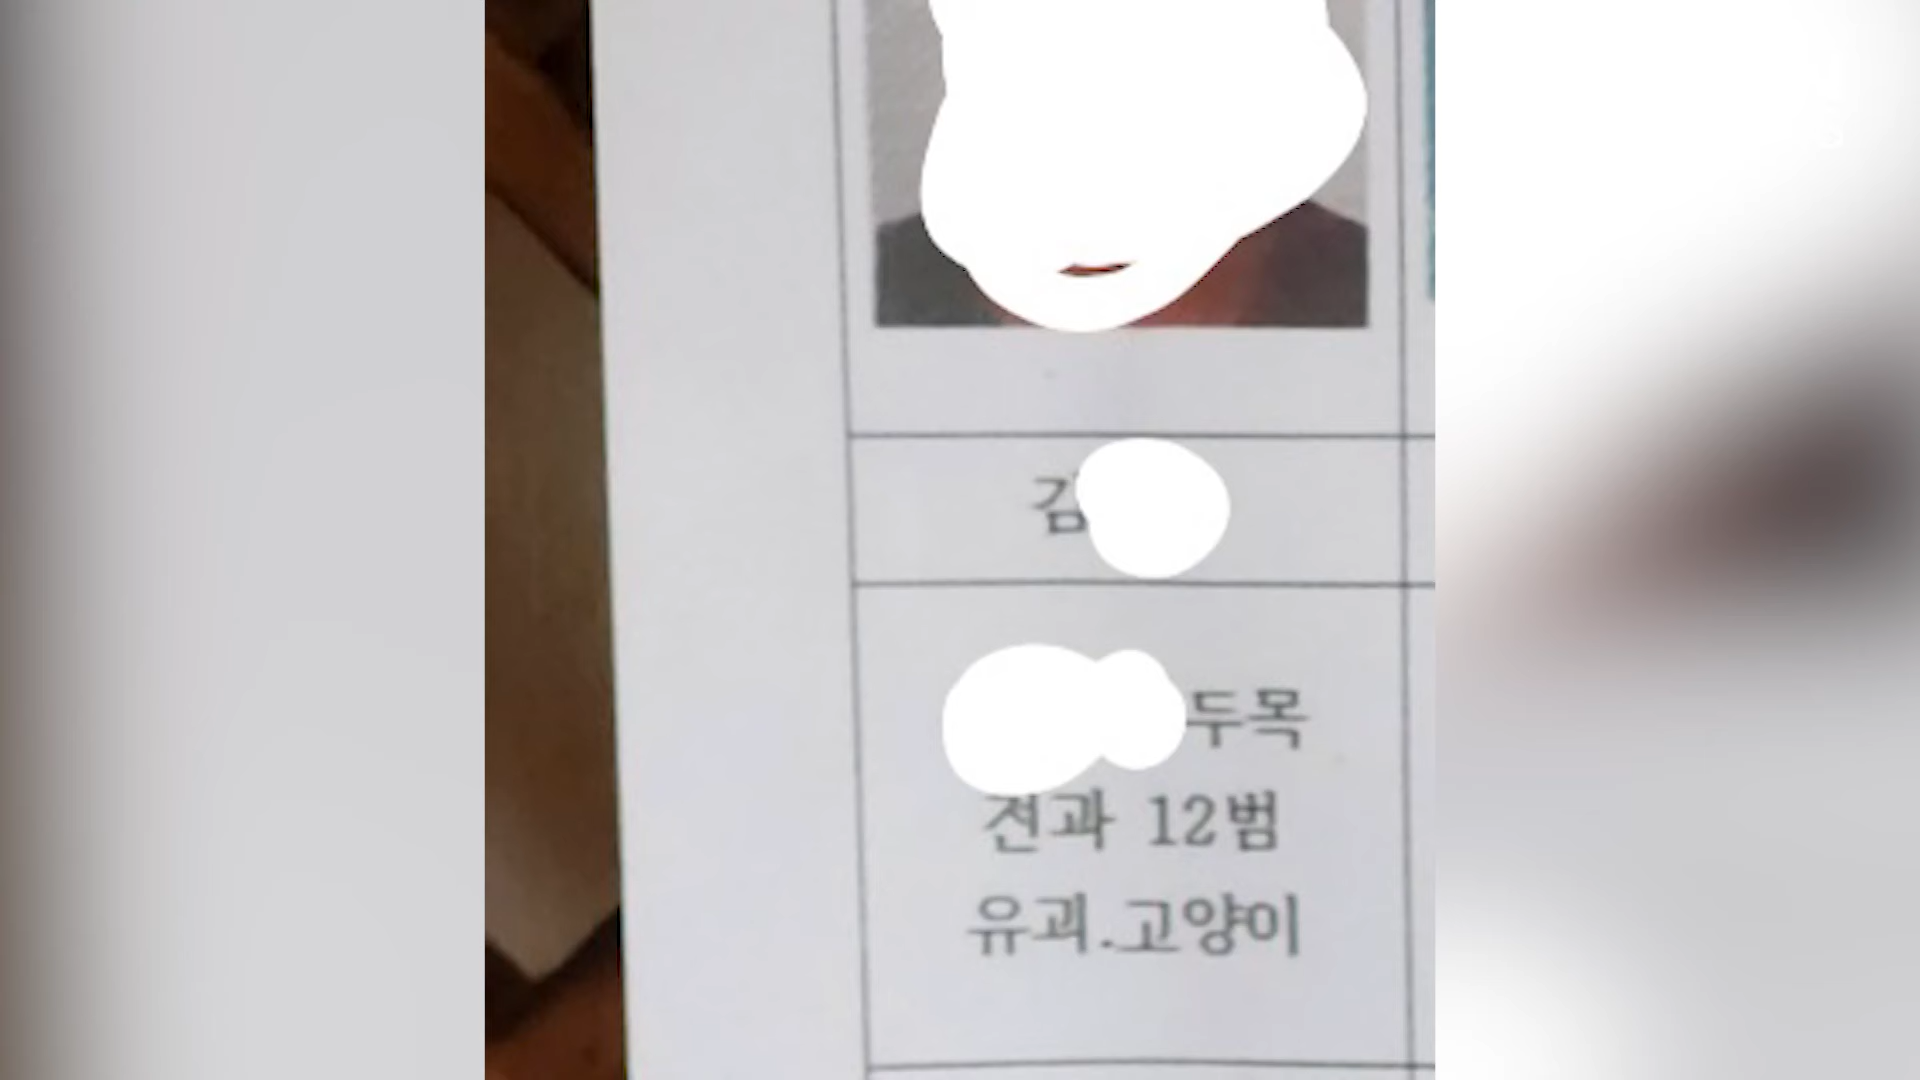 김
두목
전과 12범
유괴.고양이